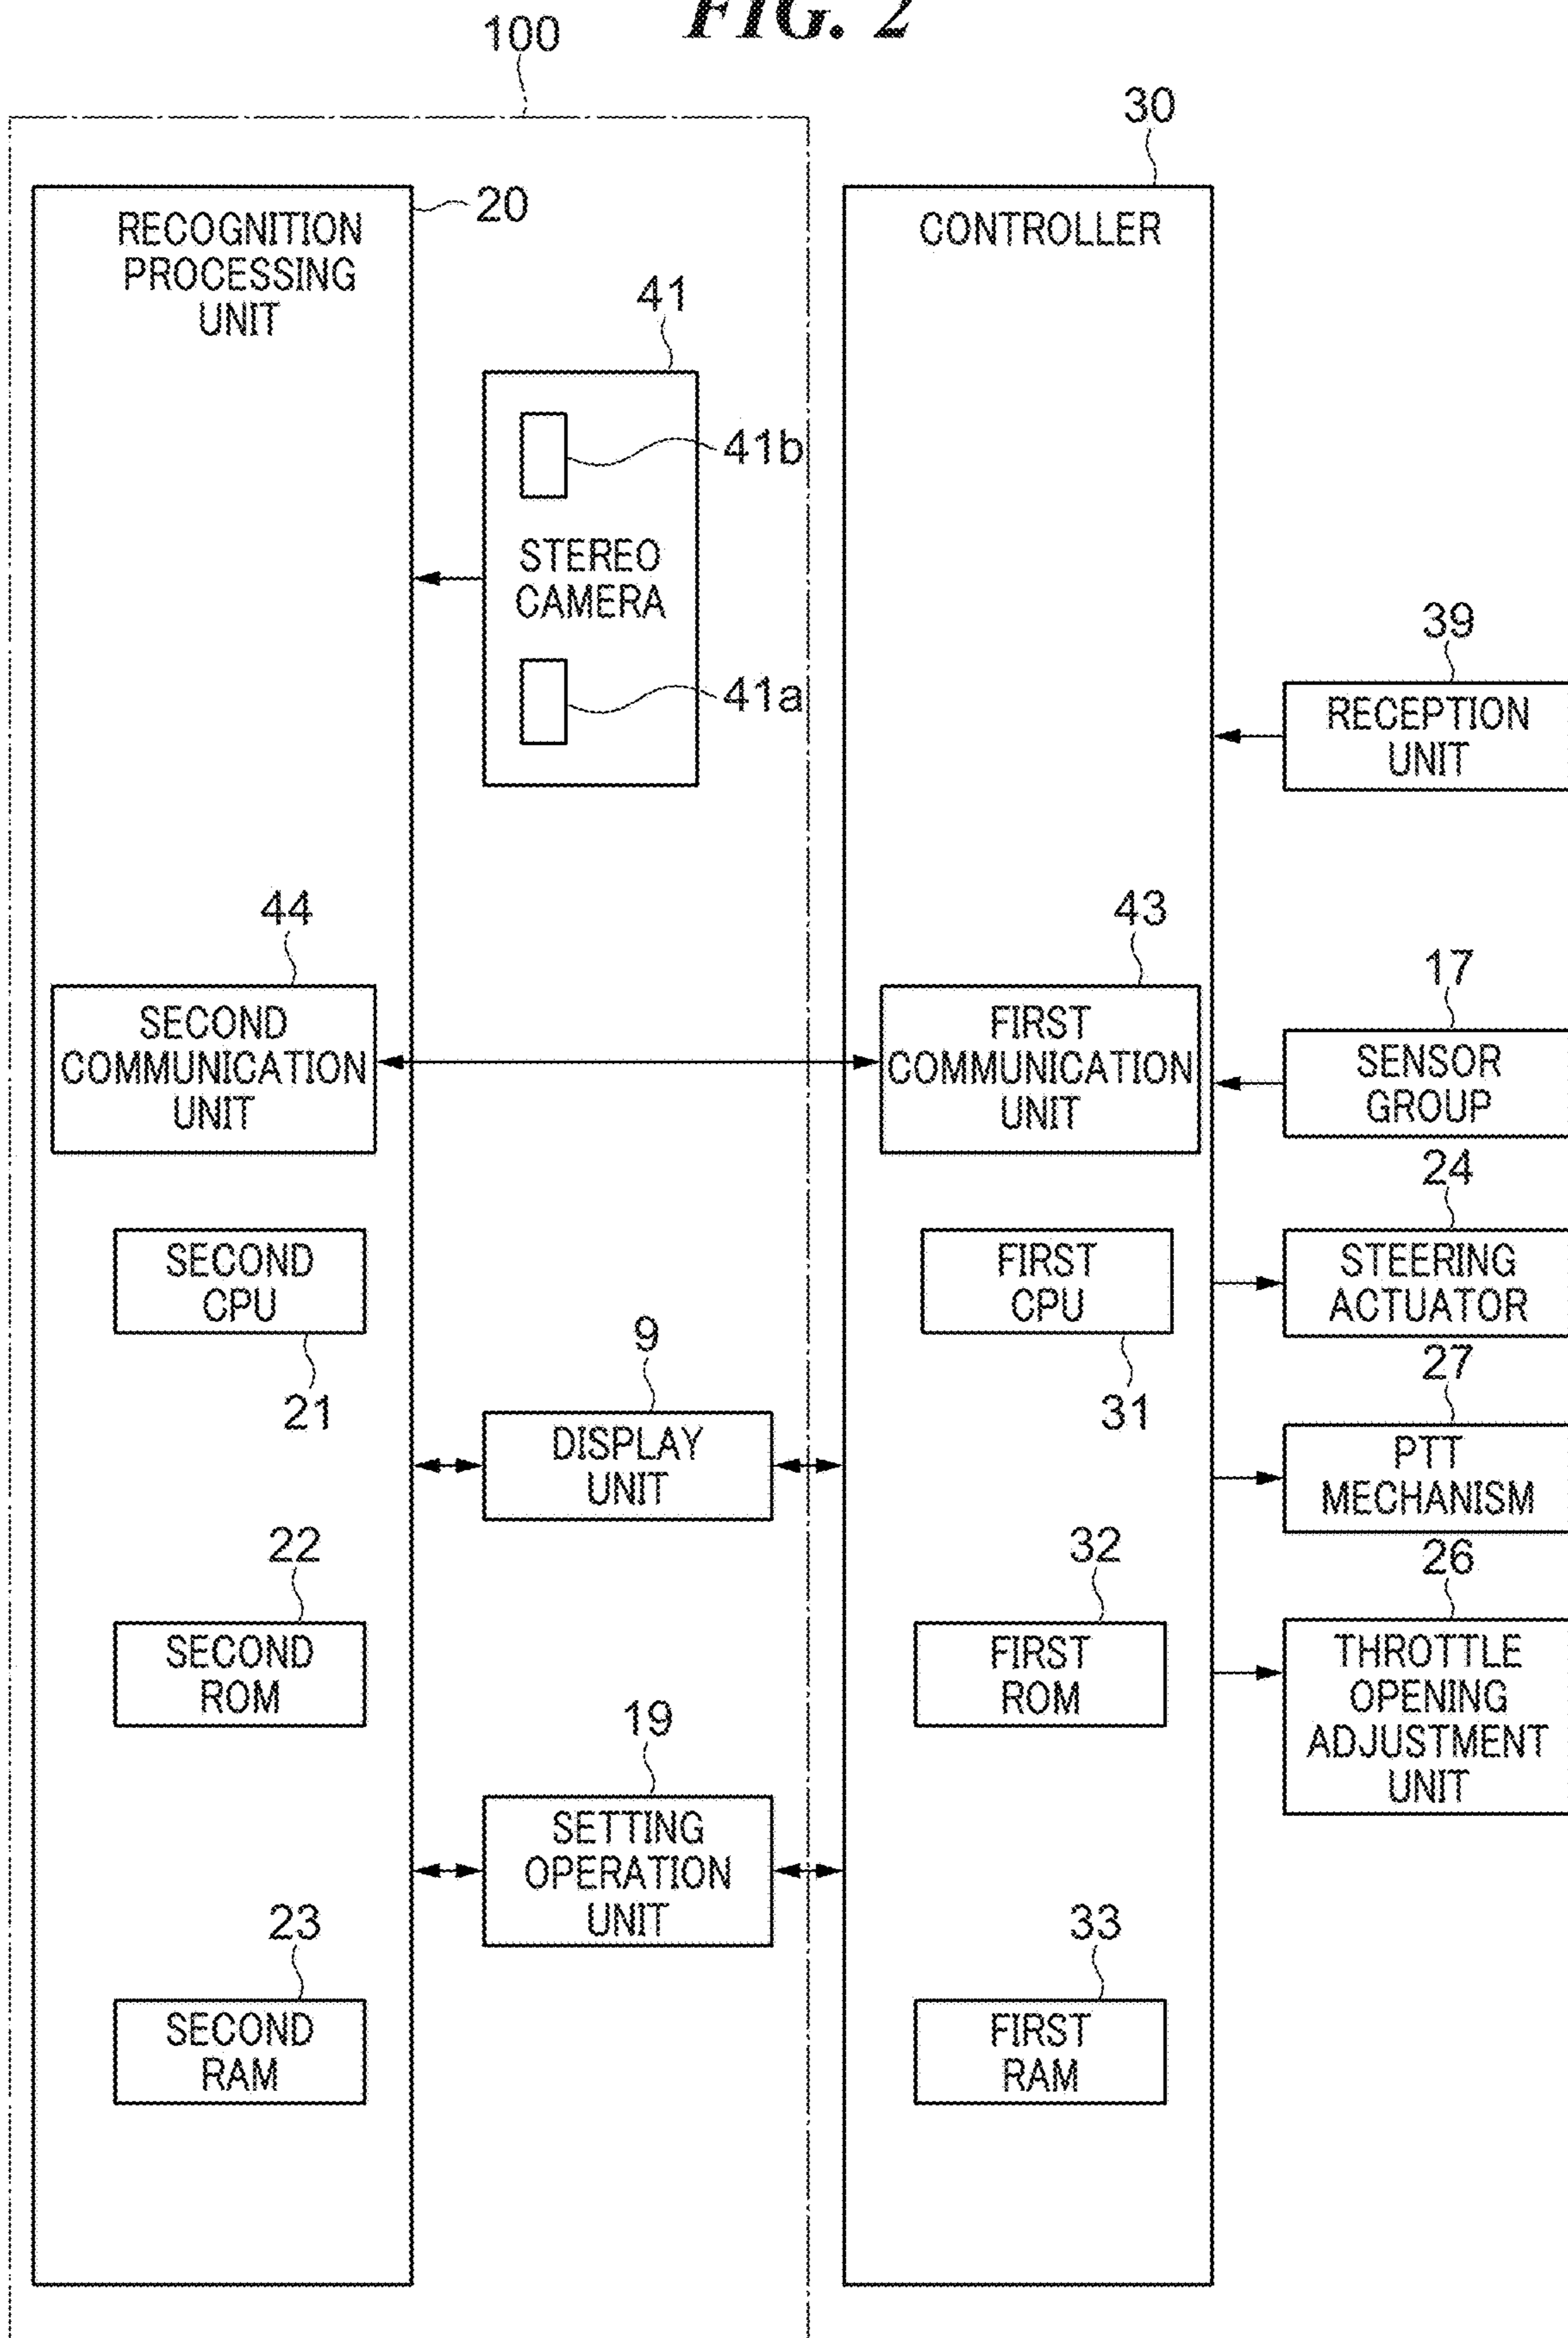 FIG. 2
100
30
RECOGNITION
PROCESSING
UNIT
20
CONTROLLER
41
41b
STEREO
CAMERA
41a
39
RECEPTION
UNIT
44
SECOND
COMMUNICATION
UNIT
43
FIRST
COMMUNICATION
UNIT
17
SENSOR
GROUP
SECOND
CPU
21
FIRST
CPU
31
24
STEERING
ACTUATOR
9
DISPLAY
UNIT
27
PTT
MECHANISM
22
SECOND
ROM
32
FIRST
ROM
26
THROTTLE
OPENING
ADJUSTMENT
UNIT
19
SETTING
OPERATION
UNIT
23
SECOND
RAM
33
FIRST
RAM